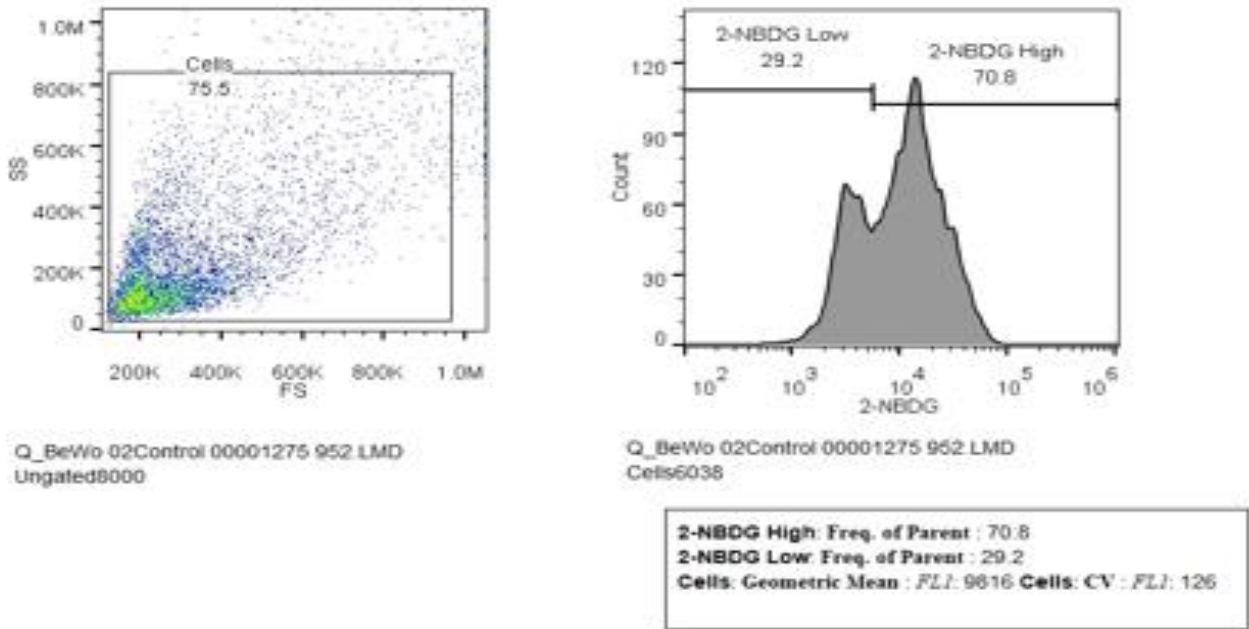 1.0M
800K
600K
400K
200K
0
SS
Cells
75.5
200K 400K 600K 800K 1.0M
FS
Q_BeWo 02Control 00001275 952.LMD
Ungated8000
120
90
60
30
0
Count
2-NBDG Low
29.2
2-NBDG High
70.8
10^2 10^3 10^4 10^5 10^6
2-NBDG
Q_BeWo 02Control 00001275 952.LMD
Cells6038
2-NBDG High: Freq. of Parent : 70.8
2-NBDG Low: Freq. of Parent : 29.2
Cells: Geometric Mean : FL1: 9816 Cells: CV : FL1: 126